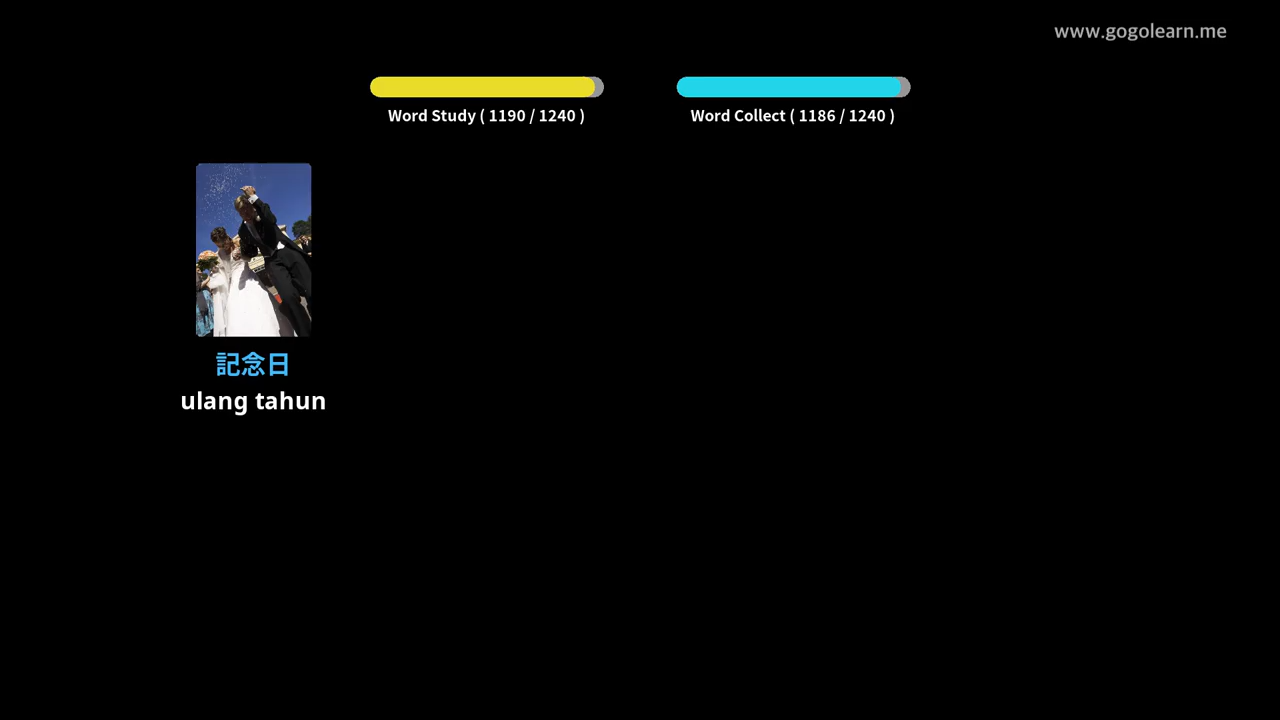 www.gogolearn.me
Word Study ( 1190 / 1240 )
Word Collect ( 1186 / 1240 )
記念日
ulang tahun